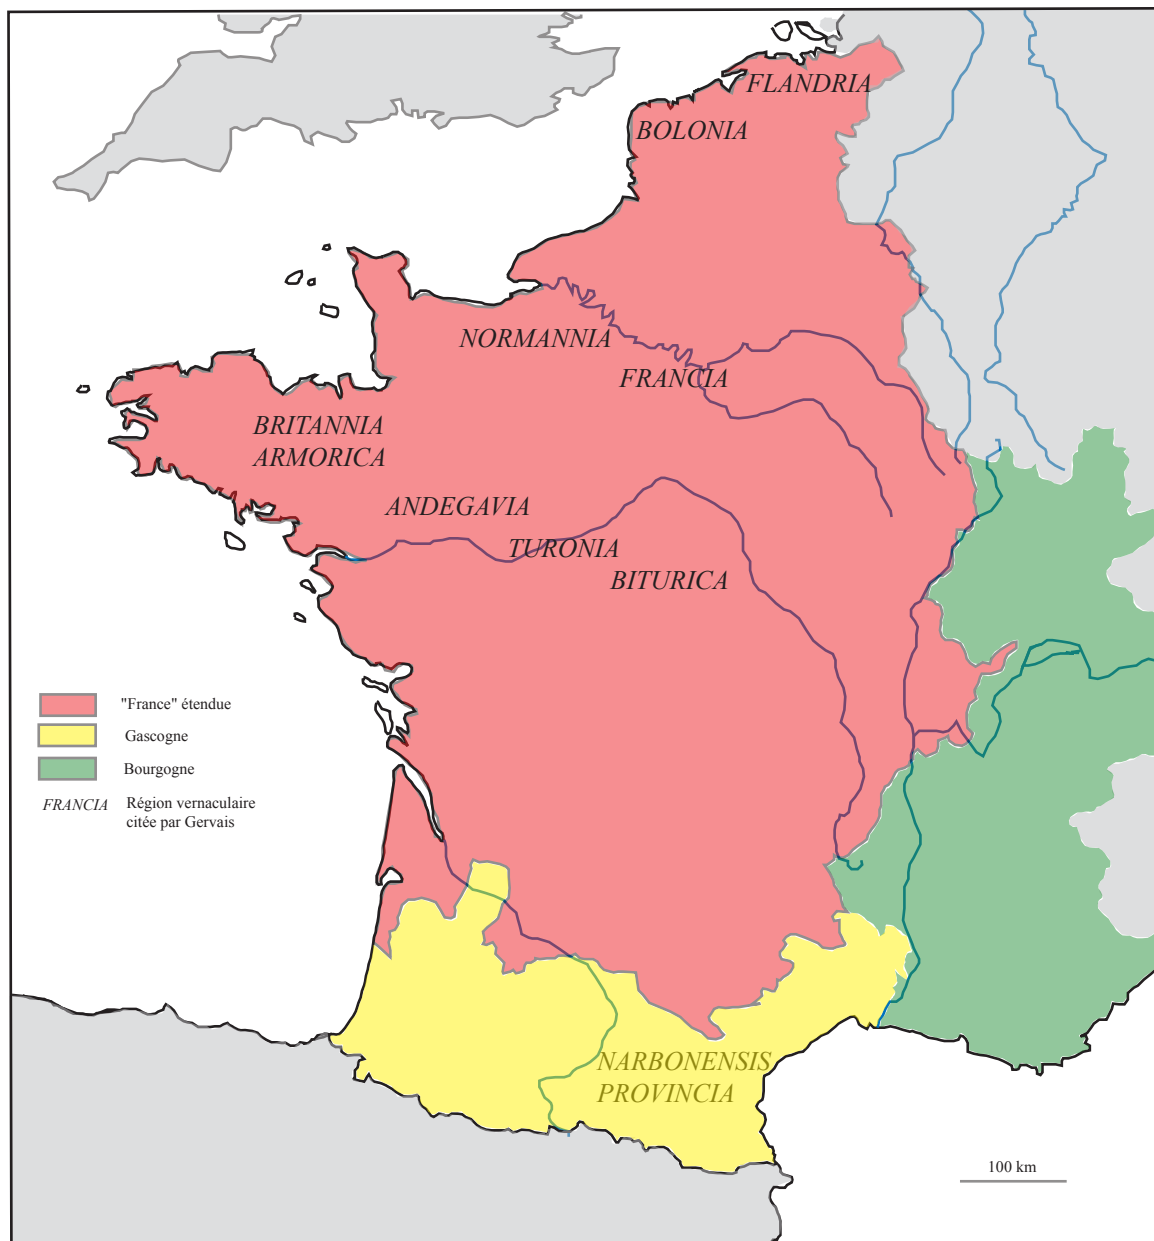 FLANDRIA
BOLONIA
NORMANNIA
FRANCIA
BRITANNIA
ARMORICA
ANDEGAVIA
TURONIA
BITURICA
"France" étendue
Gascogne
Bourgogne
FRANCIA Région vernaculaire
citée par Gervais
NARBONENSIS
PROVINCIA
100 km